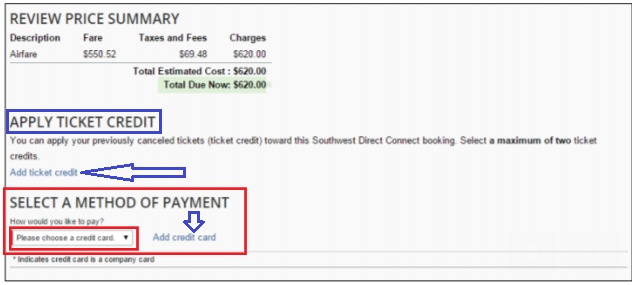 REVIEW PRICE SUMMARY
Description Fare Taxes and Fees Charges
Airfare $550.52 $69.48 $620.00
Total Estimated Cost : $620.00
Total Due Now: $620.00
APPLY TICKET CREDIT
You can apply your previously canceled tickets (ticket credit) toward this Southwest Direct Connect booking. Select a maximum of two ticket
credits.
Add ticket credit
SELECT A METHOD OF PAYMENT
How would you like to pay?
Please choose a credit card. Add credit card
* Indicates credit card is a company card